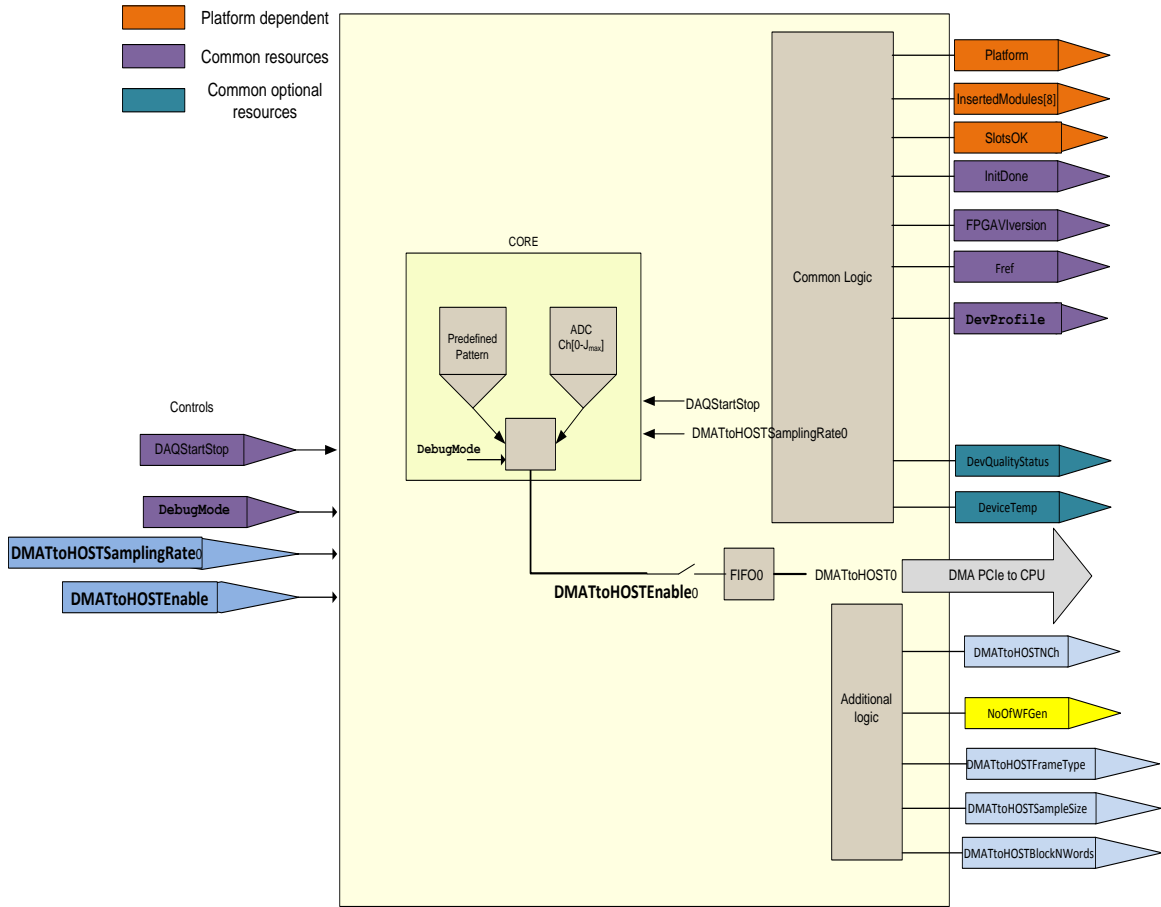 Platform dependent
Common resources
Common optional
resources
Platform
InsertedModules[8]
SlotsOK
InitDone
FPGAVIversion
Fref
DevProfile
Common Logic
CORE
Predefined
Pattern
ADC
Ch[0-Jmax]
DebugMode
DAQStartStop
DMATtoHOSTSamplingRate0
Controls
DAQStartStop
DebugMode
DMATtoHOSTSamplingRate0
DMATtoHOSTEnable
DevQualityStatus
DeviceTemp
DMATtoHOSTEnable0
FIFO0
DMATtoHOST0
DMA PCIe to CPU
Additional
logic
DMATtoHOSTNCh
NoOfWFGen
DMATtoHOSTFrameType
DMATtoHOSTSampleSize
DMATtoHOSTBlockNWords